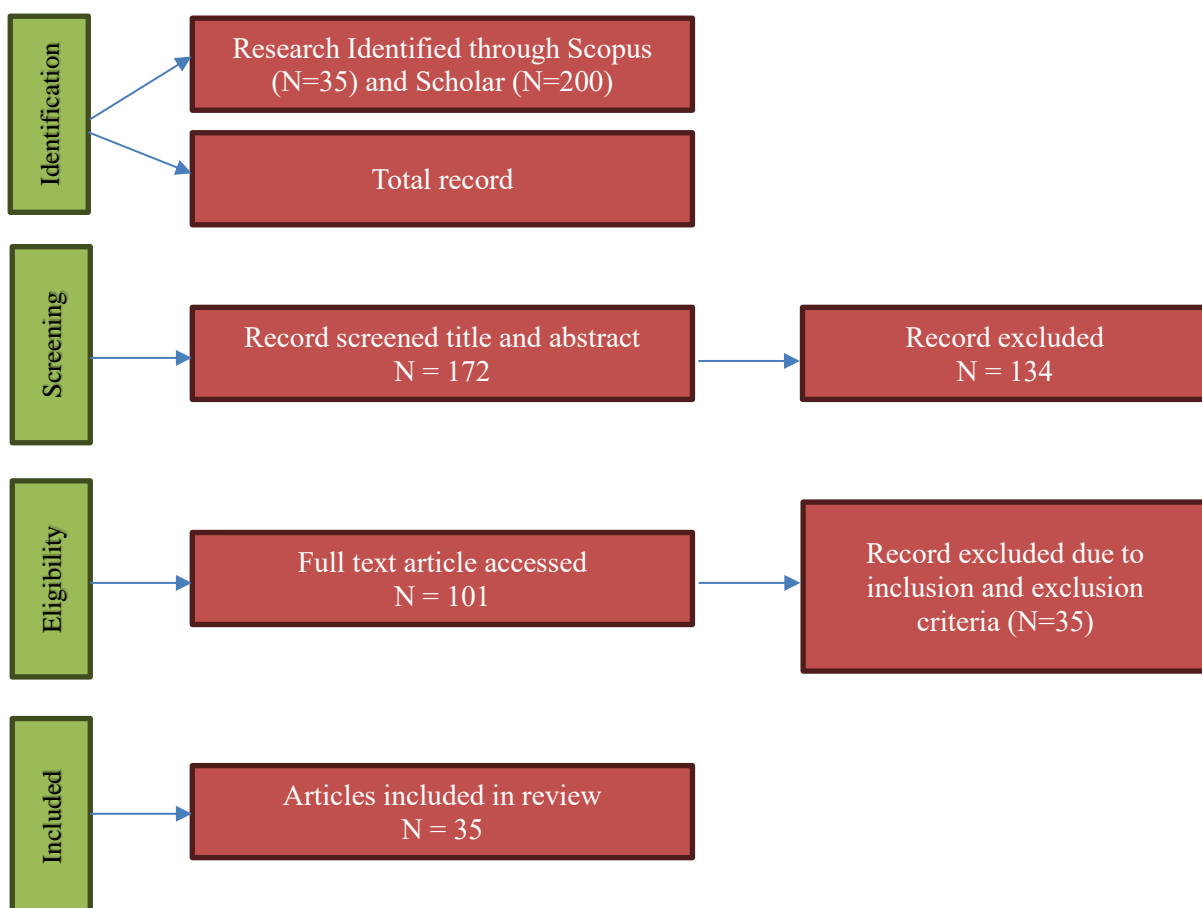 Identification
Research Identified through Scopus
(N=35) and Scholar (N=200)
Total record
Screening
Record screened title and abstract
N = 172
Record excluded
N = 134
Eligibility
Full text article accessed
N = 101
Record excluded due to
inclusion and exclusion
criteria (N=35)
Included
Articles included in review
N = 35